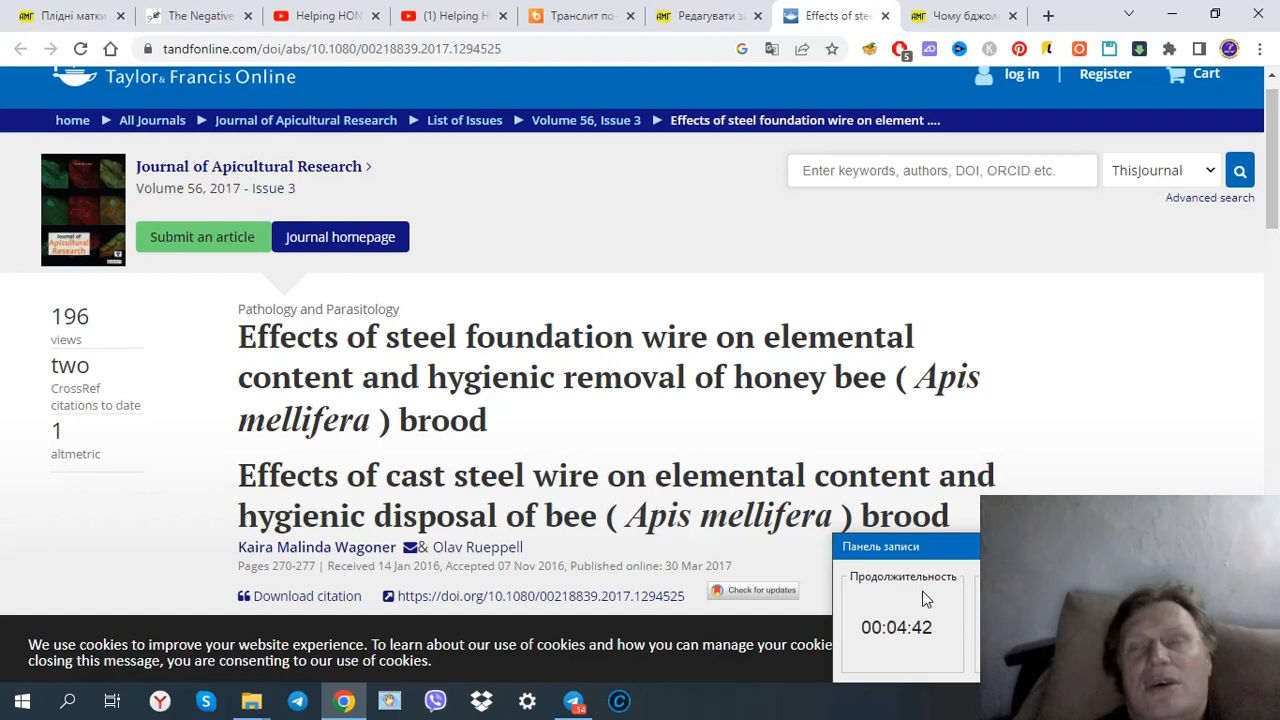 Плідні матки
The Negative
Helping HON
(1) Helping H
Транслит по-
Редагувати за
Effects of stee
Чому бджол
tandfonline.com/doi/abs/10.1080/00218839.2017.1294525
5
Taylor & Francis Online
log in
Register
Cart
home
All Journals
Journal of Apicultural Research
List of Issues
Volume 56, Issue 3
Effects of steel foundation wire on element ....
Journal of Apicultural Research
Volume 56, 2017 - Issue 3
Enter keywords, authors, DOI, ORCID etc.
ThisJournal
Advanced search
Submit an article
Journal homepage
196
views
two
CrossRef
citations to date
1
altmetric
Pathology and Parasitology
Effects of steel foundation wire on elemental
content and hygienic removal of honey bee ( Apis
mellifera ) brood
Effects of cast steel wire on elemental content and
hygienic disposal of bee ( Apis mellifera ) brood
Kaira Malinda Wagoner & Olav Rueppell
Pages 270-277 | Received 14 Jan 2016, Accepted 07 Nov 2016, Published online: 30 Mar 2017
Download citation
https://doi.org/10.1080/00218839.2017.1294525
Check for updates
Панель записи
Продолжительность
00:04:42
We use cookies to improve your website experience. To learn about our use of cookies and how you can manage your cookie
closing this message, you are consenting to our use of cookies.
54